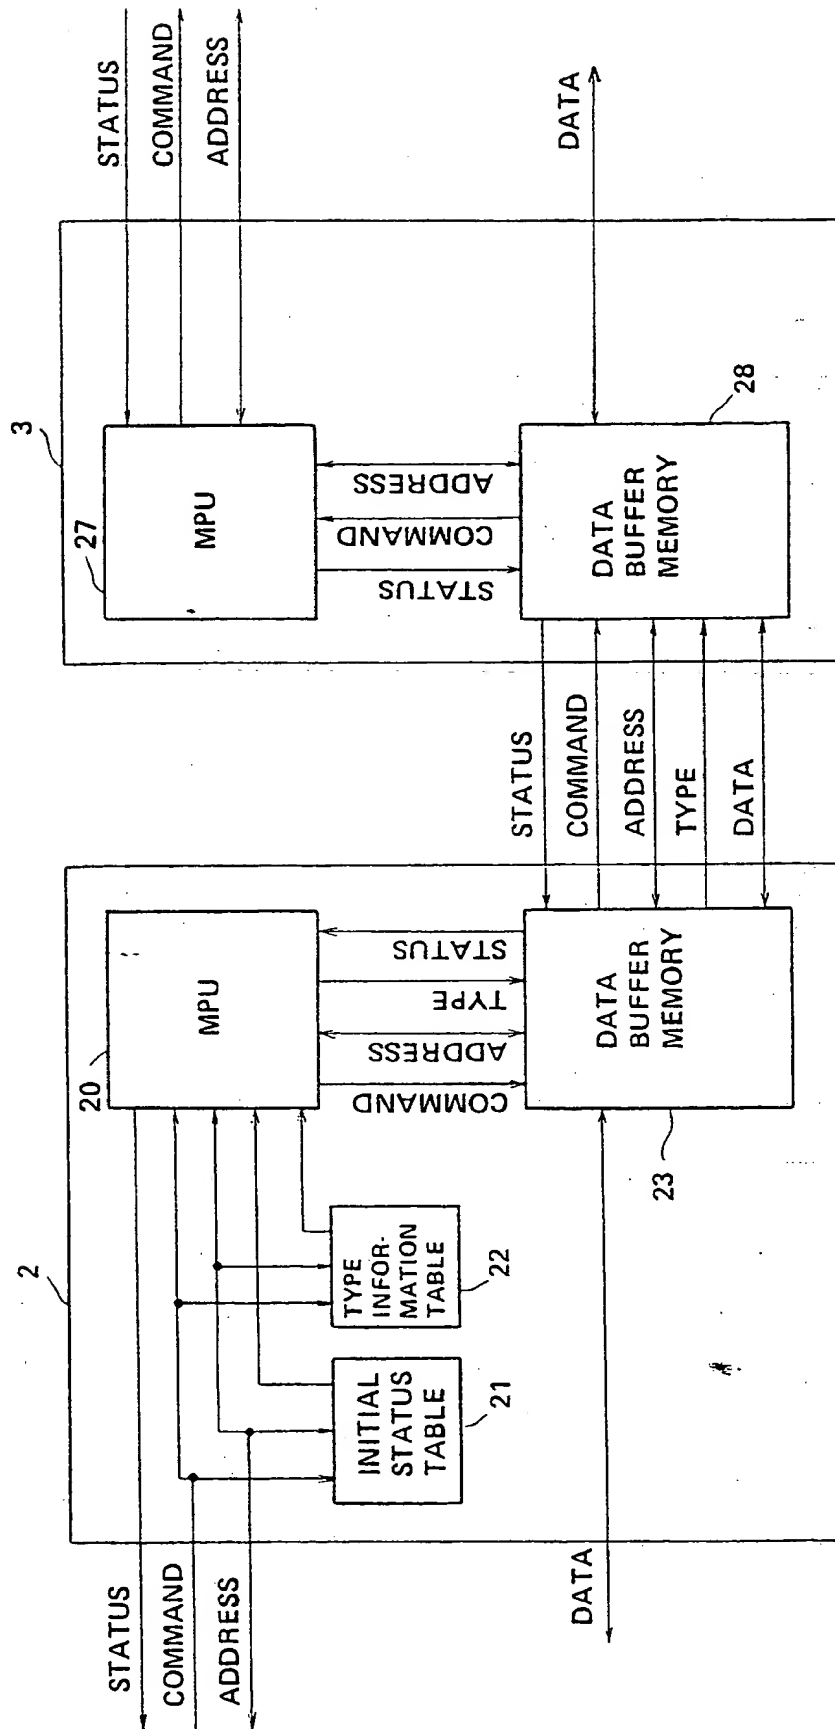 2
STATUS
COMMAND
ADDRESS
DATA
INITIAL
STATUS
TABLE
21
TYPE
INFOR-
MATION
TABLE
22
20
MPU
COMMAND
ADDRESS
TYPE
STATUS
DATA
BUFFER
MEMORY
23
STATUS
COMMAND
ADDRESS
TYPE
DATA
3
27
MPU
STATUS
COMMAND
ADDRESS
DATA
BUFFER
MEMORY
28
STATUS
COMMAND
ADDRESS
DATA